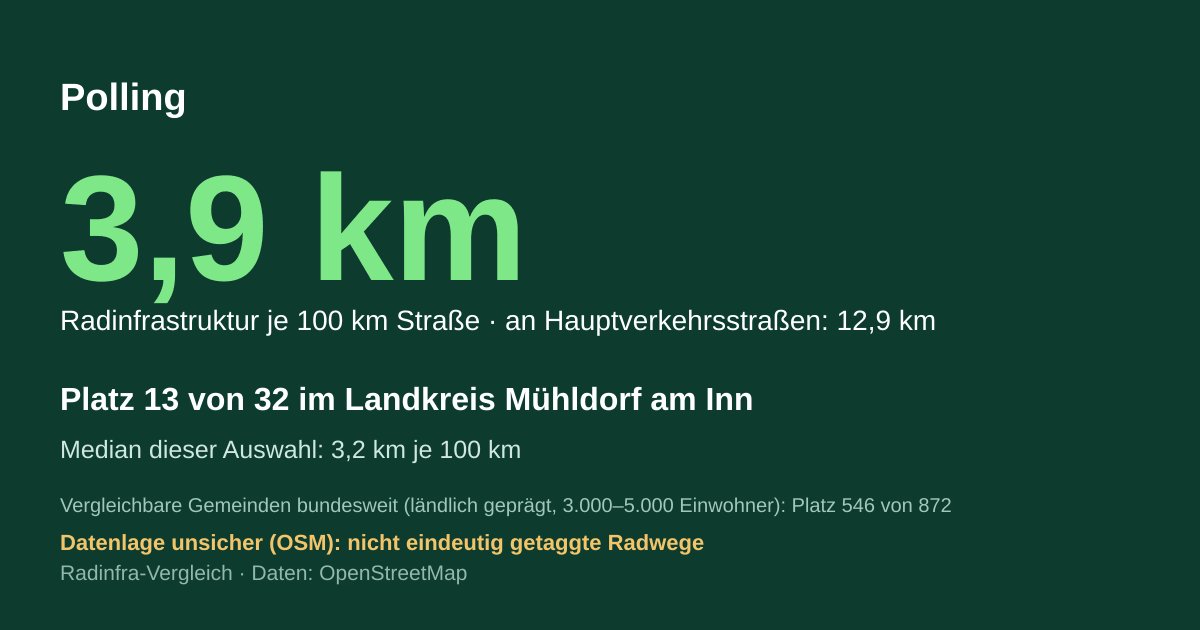 Polling
3,9 km
Radinfrastruktur je 100 km Straße · an Hauptverkehrsstraßen: 12,9 km
Platz 13 von 32 im Landkreis Mühldorf am Inn
Median dieser Auswahl: 3,2 km je 100 km
Vergleichbare Gemeinden bundesweit (ländlich geprägt, 3.000–5.000 Einwohner): Platz 546 von 872
Datenlage unsicher (OSM): nicht eindeutig getaggte Radwege
Radinfra-Vergleich · Daten: OpenStreetMap